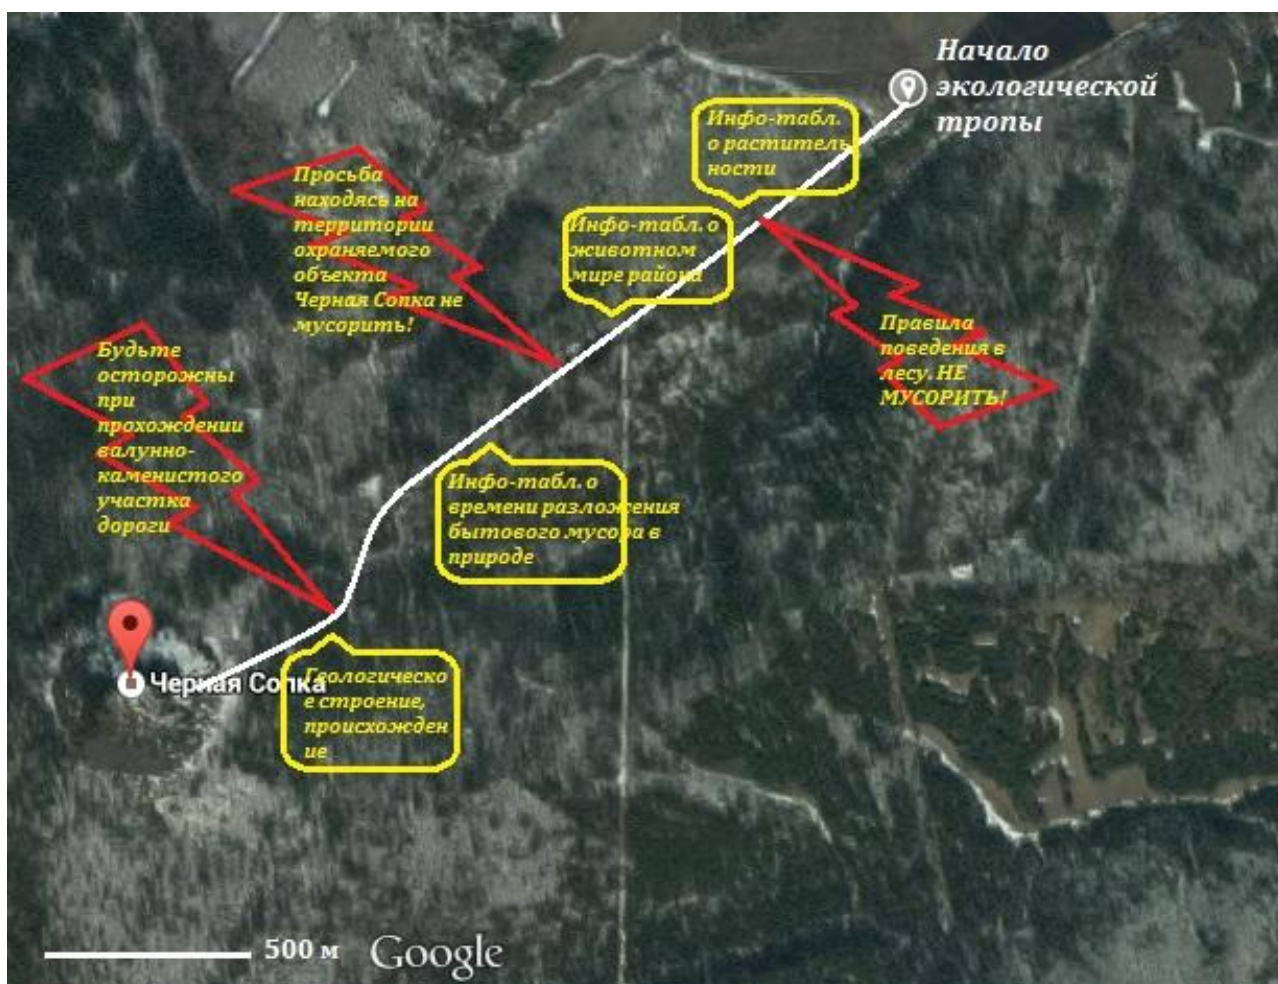 Начало
экологической
тропы
Инфо-табл.
о раститель
ности
Инфо-табл. о
животном
мире района
Просьба
находясь на
территории
охраняемого
объекта
Черная Сопка не
мусорить!
Правила
поведения в
лесу. НЕ
МУСОРИТЬ!
Будьте
осторожны
при
прохождении
валунно-
каменистого
участка
дороги
Инфо-табл. о
времени разложения
бытового мусора в
природе
Черная Сопка
Геологическо
е строение,
происхожден
ие
500 м
Google